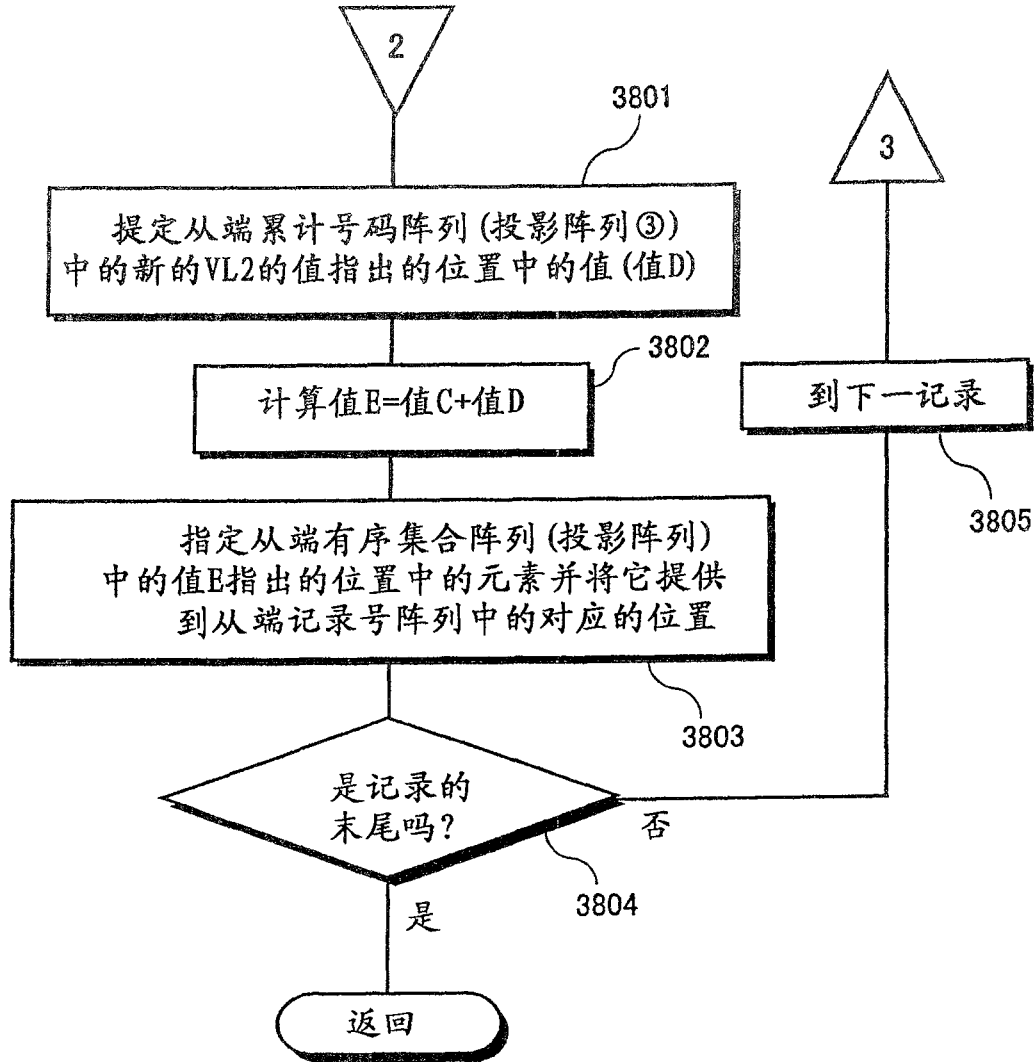 2
3801
提定从端累计号码阵列(投影阵列③)
中的新的VL2的值指出的位置中的值(值D)
3802
计算值E=值C+值D
指定从端有序集合阵列(投影阵列)
中的值E指出的位置中的元素并将它提供
到从端记录号阵列中的对应的位置
3803
是记录的
末尾吗?
3804
否
是
返回
3
到下一记录
3805